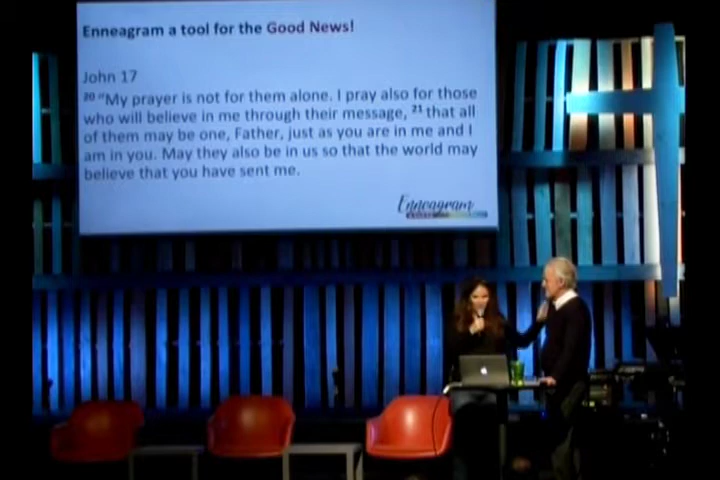 Enneagram a tool for the Good News!
John 17
20 "My prayer is not for them alone. I pray also for those
who will believe in me through their message, 21 that all
of them may be one, Father, just as you are in me and I
am in you. May they also be in us so that the world may
believe that you have sent me.
Enneagram